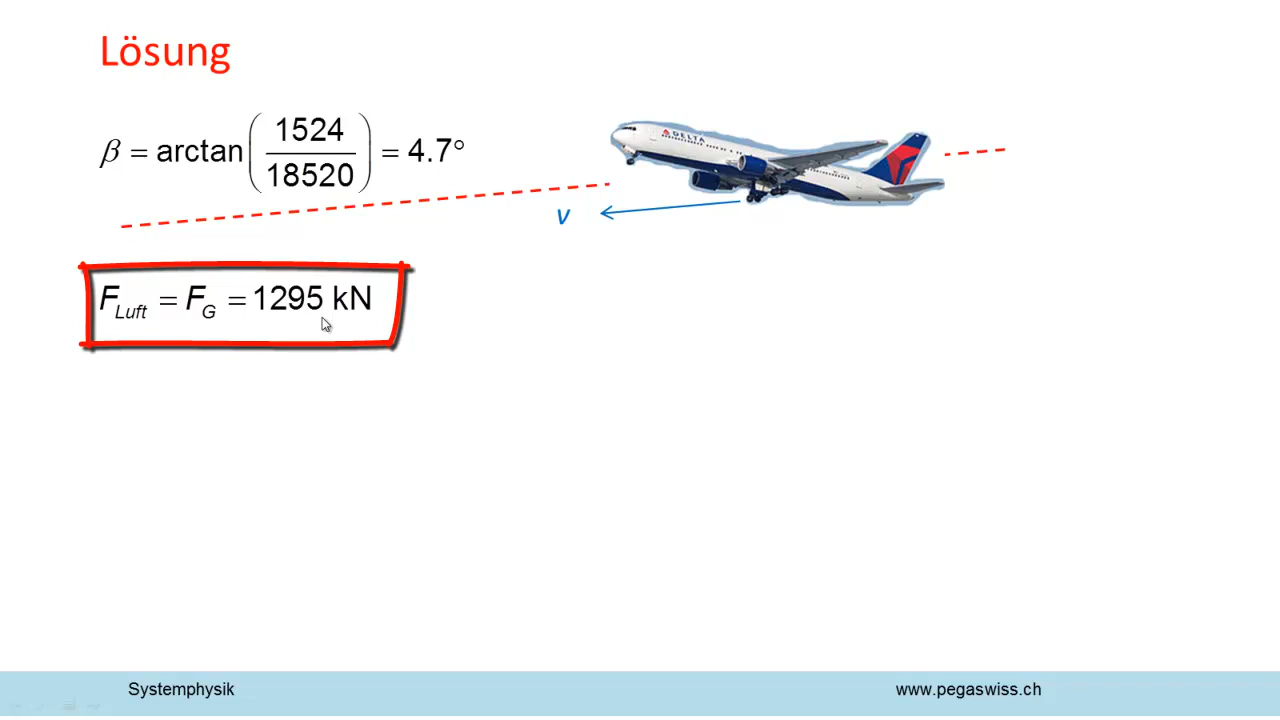 Lösung
β = arctan(1524/18520) = 4.7°
DELTA
v
F_Luft = F_G = 1295 kN
Systemphysik
www.pegaswiss.ch